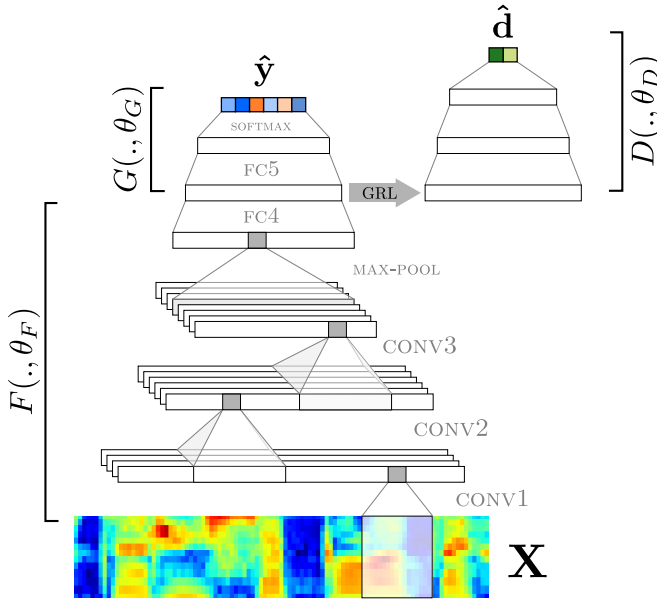 d̂
ŷ
D(., θ_D)
G(., θ_G)
SOFTMAX
FC5
GRL
FC4
MAX-POOL
F(., θ_F)
CONV3
CONV2
CONV1
X